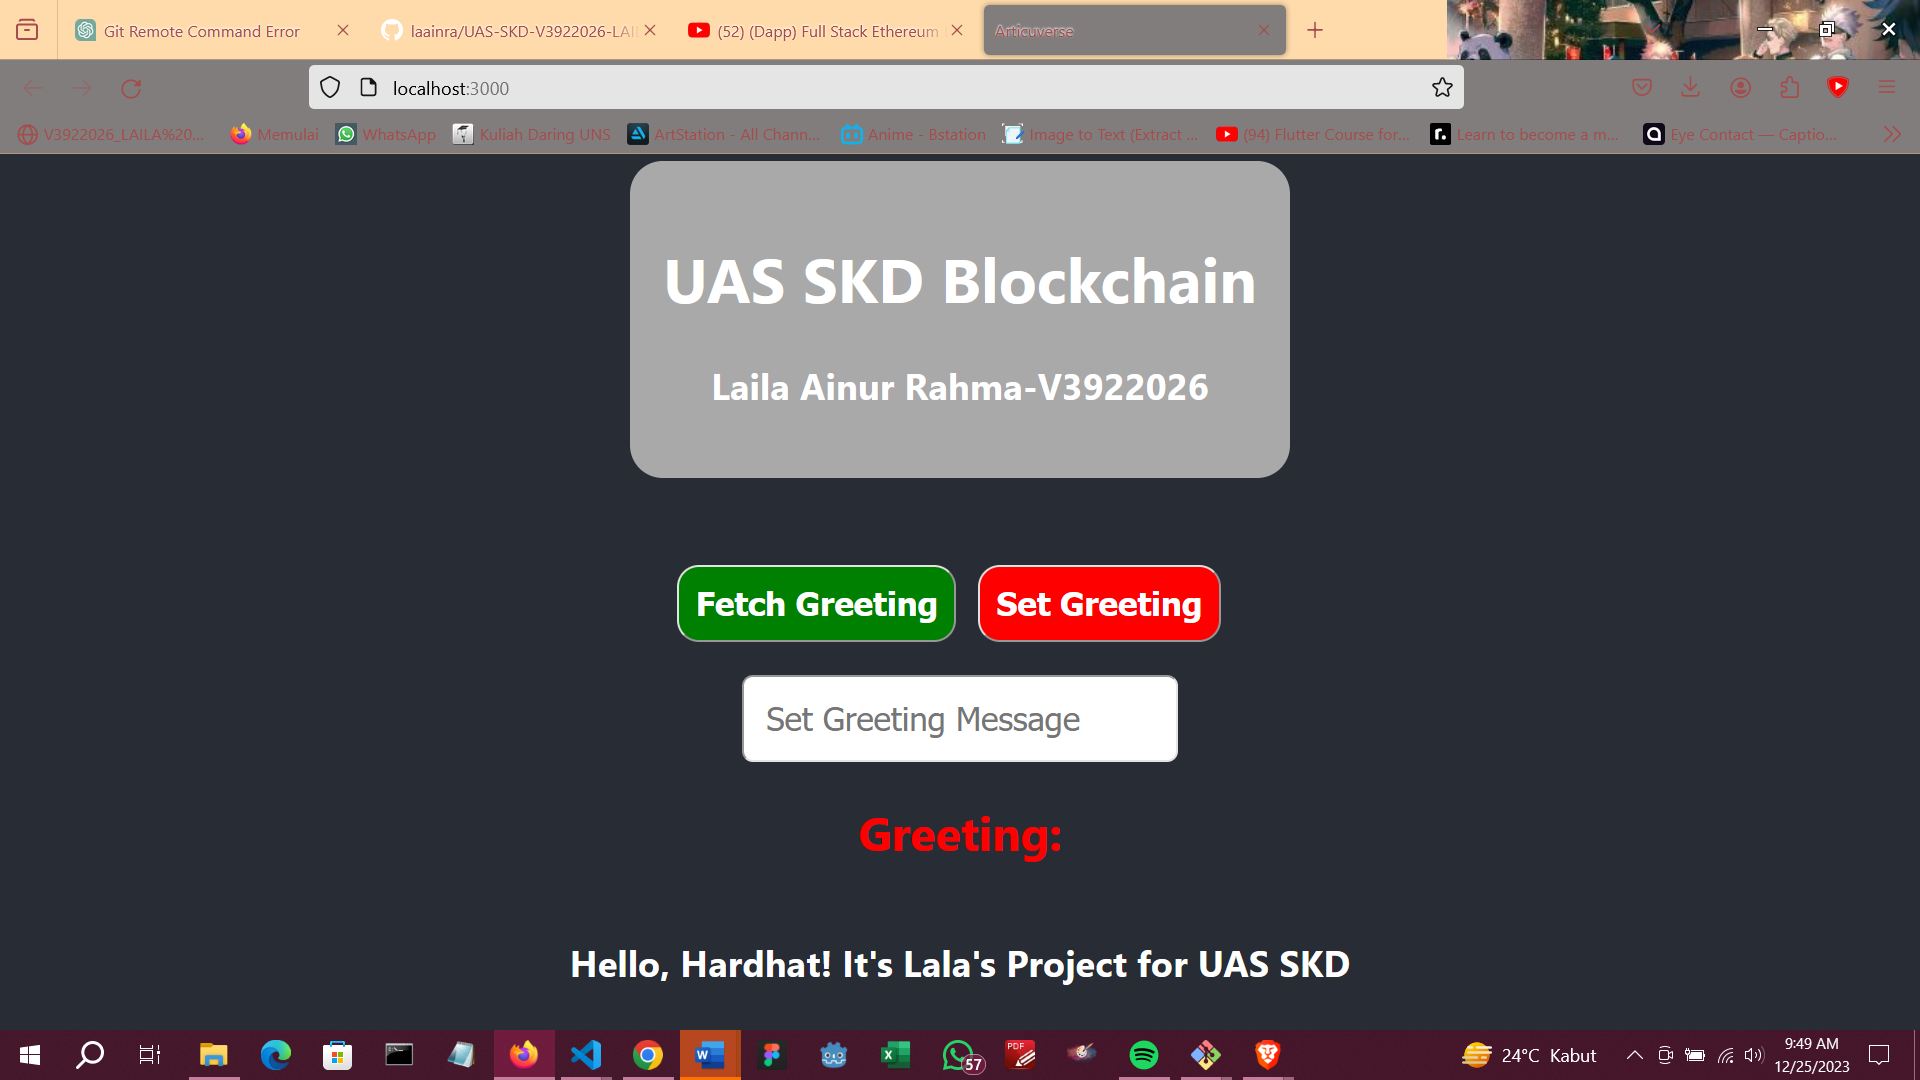 Git Remote Command Error
laainra/UAS-SKD-V3922026-LAI
(52) (Dapp) Full Stack Ethereum
Articuverse
localhost:3000
V3922026_LAILA%20...
Memulai
WhatsApp
Kuliah Daring UNS
ArtStation - All Chann...
Anime - Bstation
Image to Text (Extract ...
(94) Flutter Course for...
Learn to become a m...
Eye Contact — Captio...
UAS SKD Blockchain
Laila Ainur Rahma-V3922026
Fetch Greeting
Set Greeting
Set Greeting Message
Greeting:
Hello, Hardhat! It's Lala's Project for UAS SKD
57
PDF
24°C Kabut
9:49 AM
12/25/2023